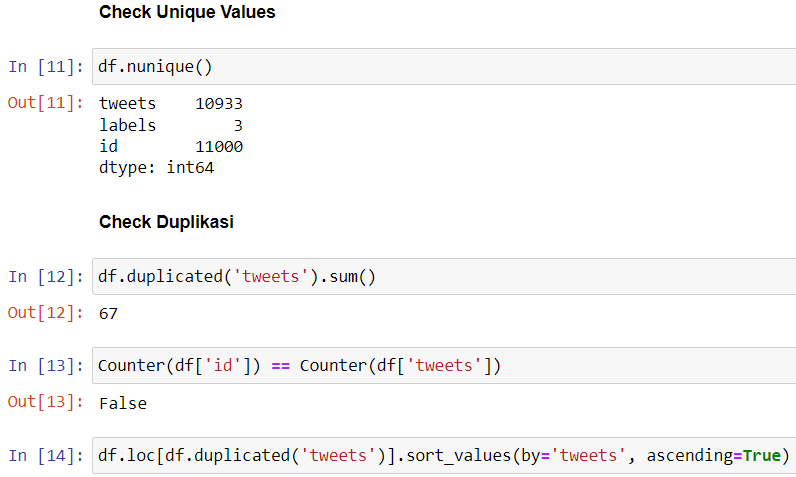 Check Unique Values
In [11]: df.nunique()
Out[11]: tweets 10933
labels 3
id 11000
dtype: int64
Check Duplikasi
In [12]: df.duplicated('tweets').sum()
Out[12]: 67
In [13]: Counter(df['id']) == Counter(df['tweets'])
Out[13]: False
In [14]: df.loc[df.duplicated('tweets')].sort_values(by='tweets', ascending=True)